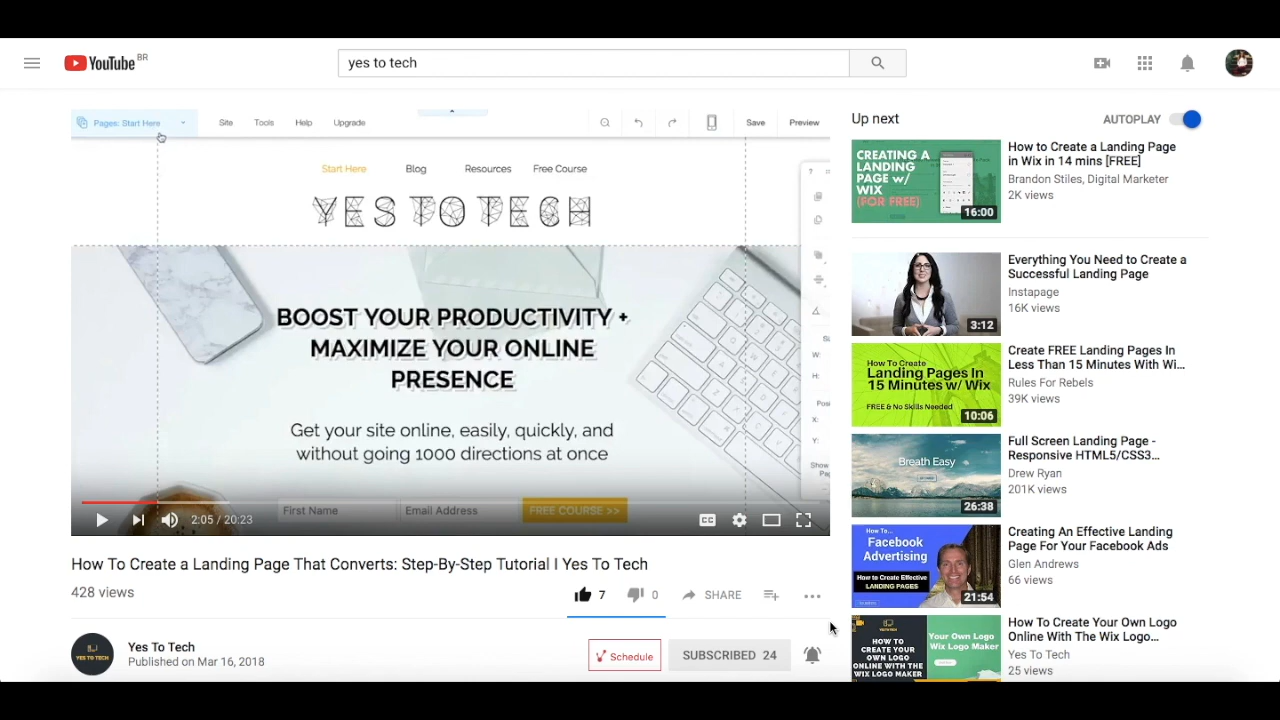 YouTube BR
yes to tech
Pages: Start Here
Site
Tools
Help
Upgrade
Save
Preview
Start Here
Blog
Resources
Free Course
YES TO TECH
BOOST YOUR PRODUCTIVITY +
MAXIMIZE YOUR ONLINE
PRESENCE
Get your site online, easily, quickly, and
without going 1000 directions at once
First Name
Email Address
FREE COURSE >>
?
W:
H:
X:
Y:
Show
2:05 / 20:23
CC
How To Create a Landing Page That Converts: Step-By-Step Tutorial I Yes To Tech
428 views
7
0
SHARE
YES TO TECH
Yes To Tech
Published on Mar 16, 2018
Schedule
SUBSCRIBED 24
Up next
AUTOPLAY
CREATING A
LANDING
PAGE w/
WIX
(FOR FREE)
16:00
How to Create a Landing Page
in Wix in 14 mins [FREE]
Brandon Stiles, Digital Marketer
2K views
3:12
Everything You Need to Create a
Successful Landing Page
Instapage
16K views
How To Create
Landing Pages In
15 Minutes w/ Wix
FREE & No Skills Needed
10:06
Create FREE Landing Pages In
Less Than 15 Minutes With Wi...
Rules For Rebels
39K views
Breath Easy
26:38
Full Screen Landing Page -
Responsive HTML5/CSS3...
Drew Ryan
201K views
How To...
Facebook
Advertising
How to Create Effective
LANDING PAGES
21:54
Creating An Effective Landing
Page For Your Facebook Ads
Glen Andrews
66 views
YES TO TECH
HOW TO
CREATE YOUR
OWN LOGO
ONLINE WITH THE
WIX LOGO MAKER
Your Own Logo
Wix Logo Maker
How To Create Your Own Logo
Online With The Wix Logo...
Yes To Tech
25 views